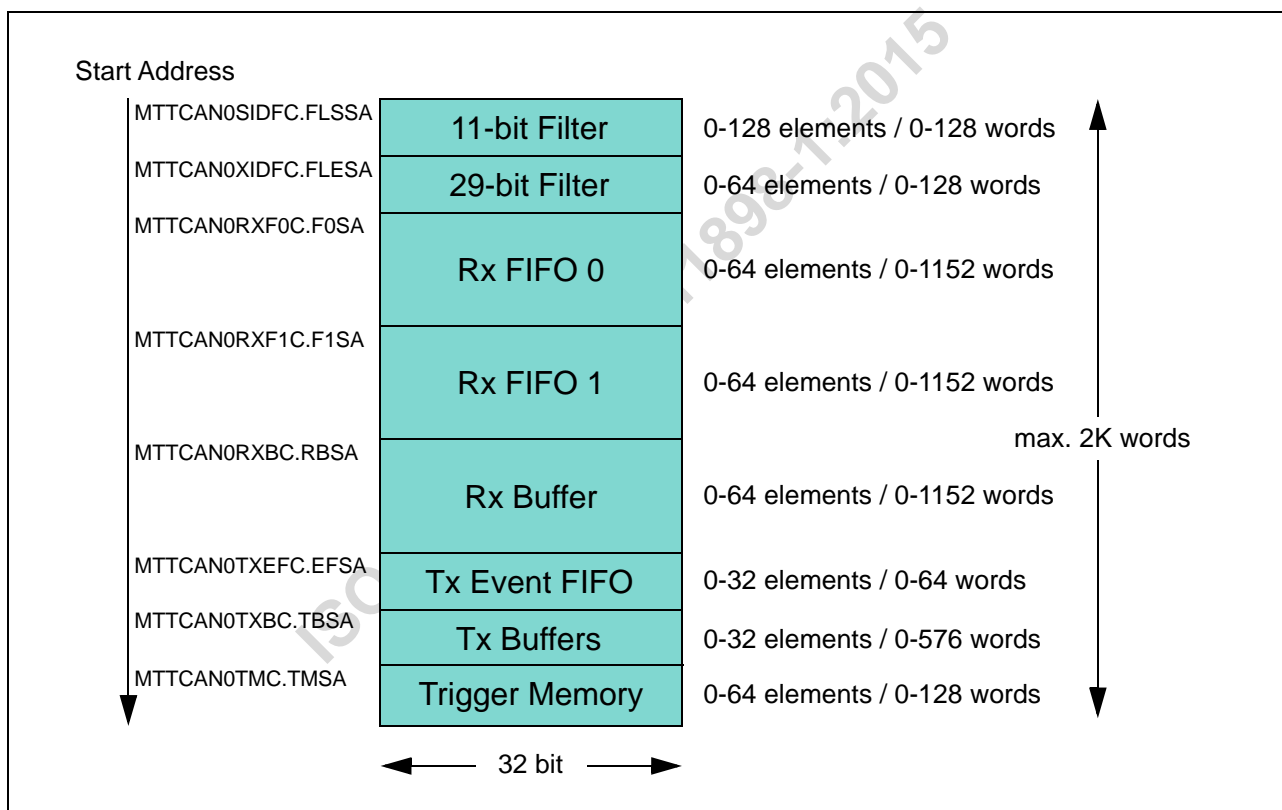 Start Address
MTTCAN0SIDFC.FLSSA
11-bit Filter
0-128 elements / 0-128 words
MTTCAN0XIDFC.FLESA
29-bit Filter
0-64 elements / 0-128 words
MTTCAN0RXF0C.F0SA
Rx FIFO 0
0-64 elements / 0-1152 words
MTTCAN0RXF1C.F1SA
Rx FIFO 1
0-64 elements / 0-1152 words
max. 2K words
MTTCAN0RXBC.RBSA
Rx Buffer
0-64 elements / 0-1152 words
MTTCAN0TXEFC.EFSA
Tx Event FIFO
0-32 elements / 0-64 words
MTTCAN0TXBC.TBSA
Tx Buffers
0-32 elements / 0-576 words
MTTCAN0TMC.TMSA
Trigger Memory
0-64 elements / 0-128 words
32 bit
ISO 11898-1:2015